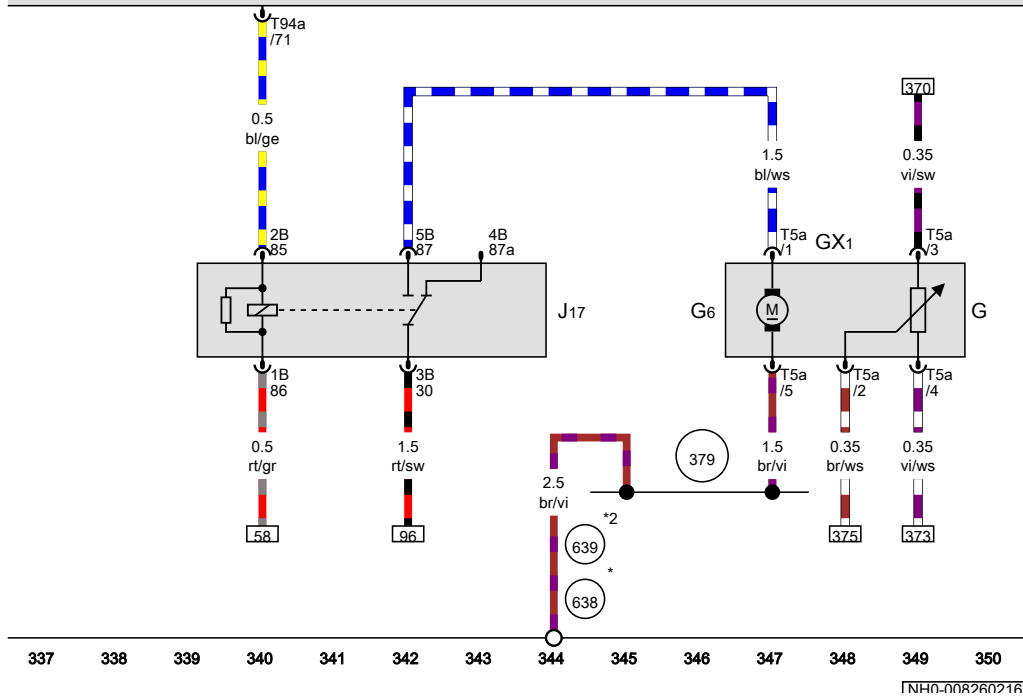 T94a
/71
0.5
bl/ge
1.5
bl/ws
370
0.35
vi/sw
2B
85
5B
87
4B
87a
T5a
/1
GX1
T5a
/3
J17
G6
M
G
1B
86
3B
30
T5a
/5
T5a
/2
T5a
/4
0.5
rt/gr
1.5
rt/sw
2.5
br/vi
379
1.5
br/vi
0.35
br/ws
0.35
vi/ws
58
96
*2
639
*
638
375
373
337 338 339 340 341 342 343 344 345 346 347 348 349 350
NH0-008260216